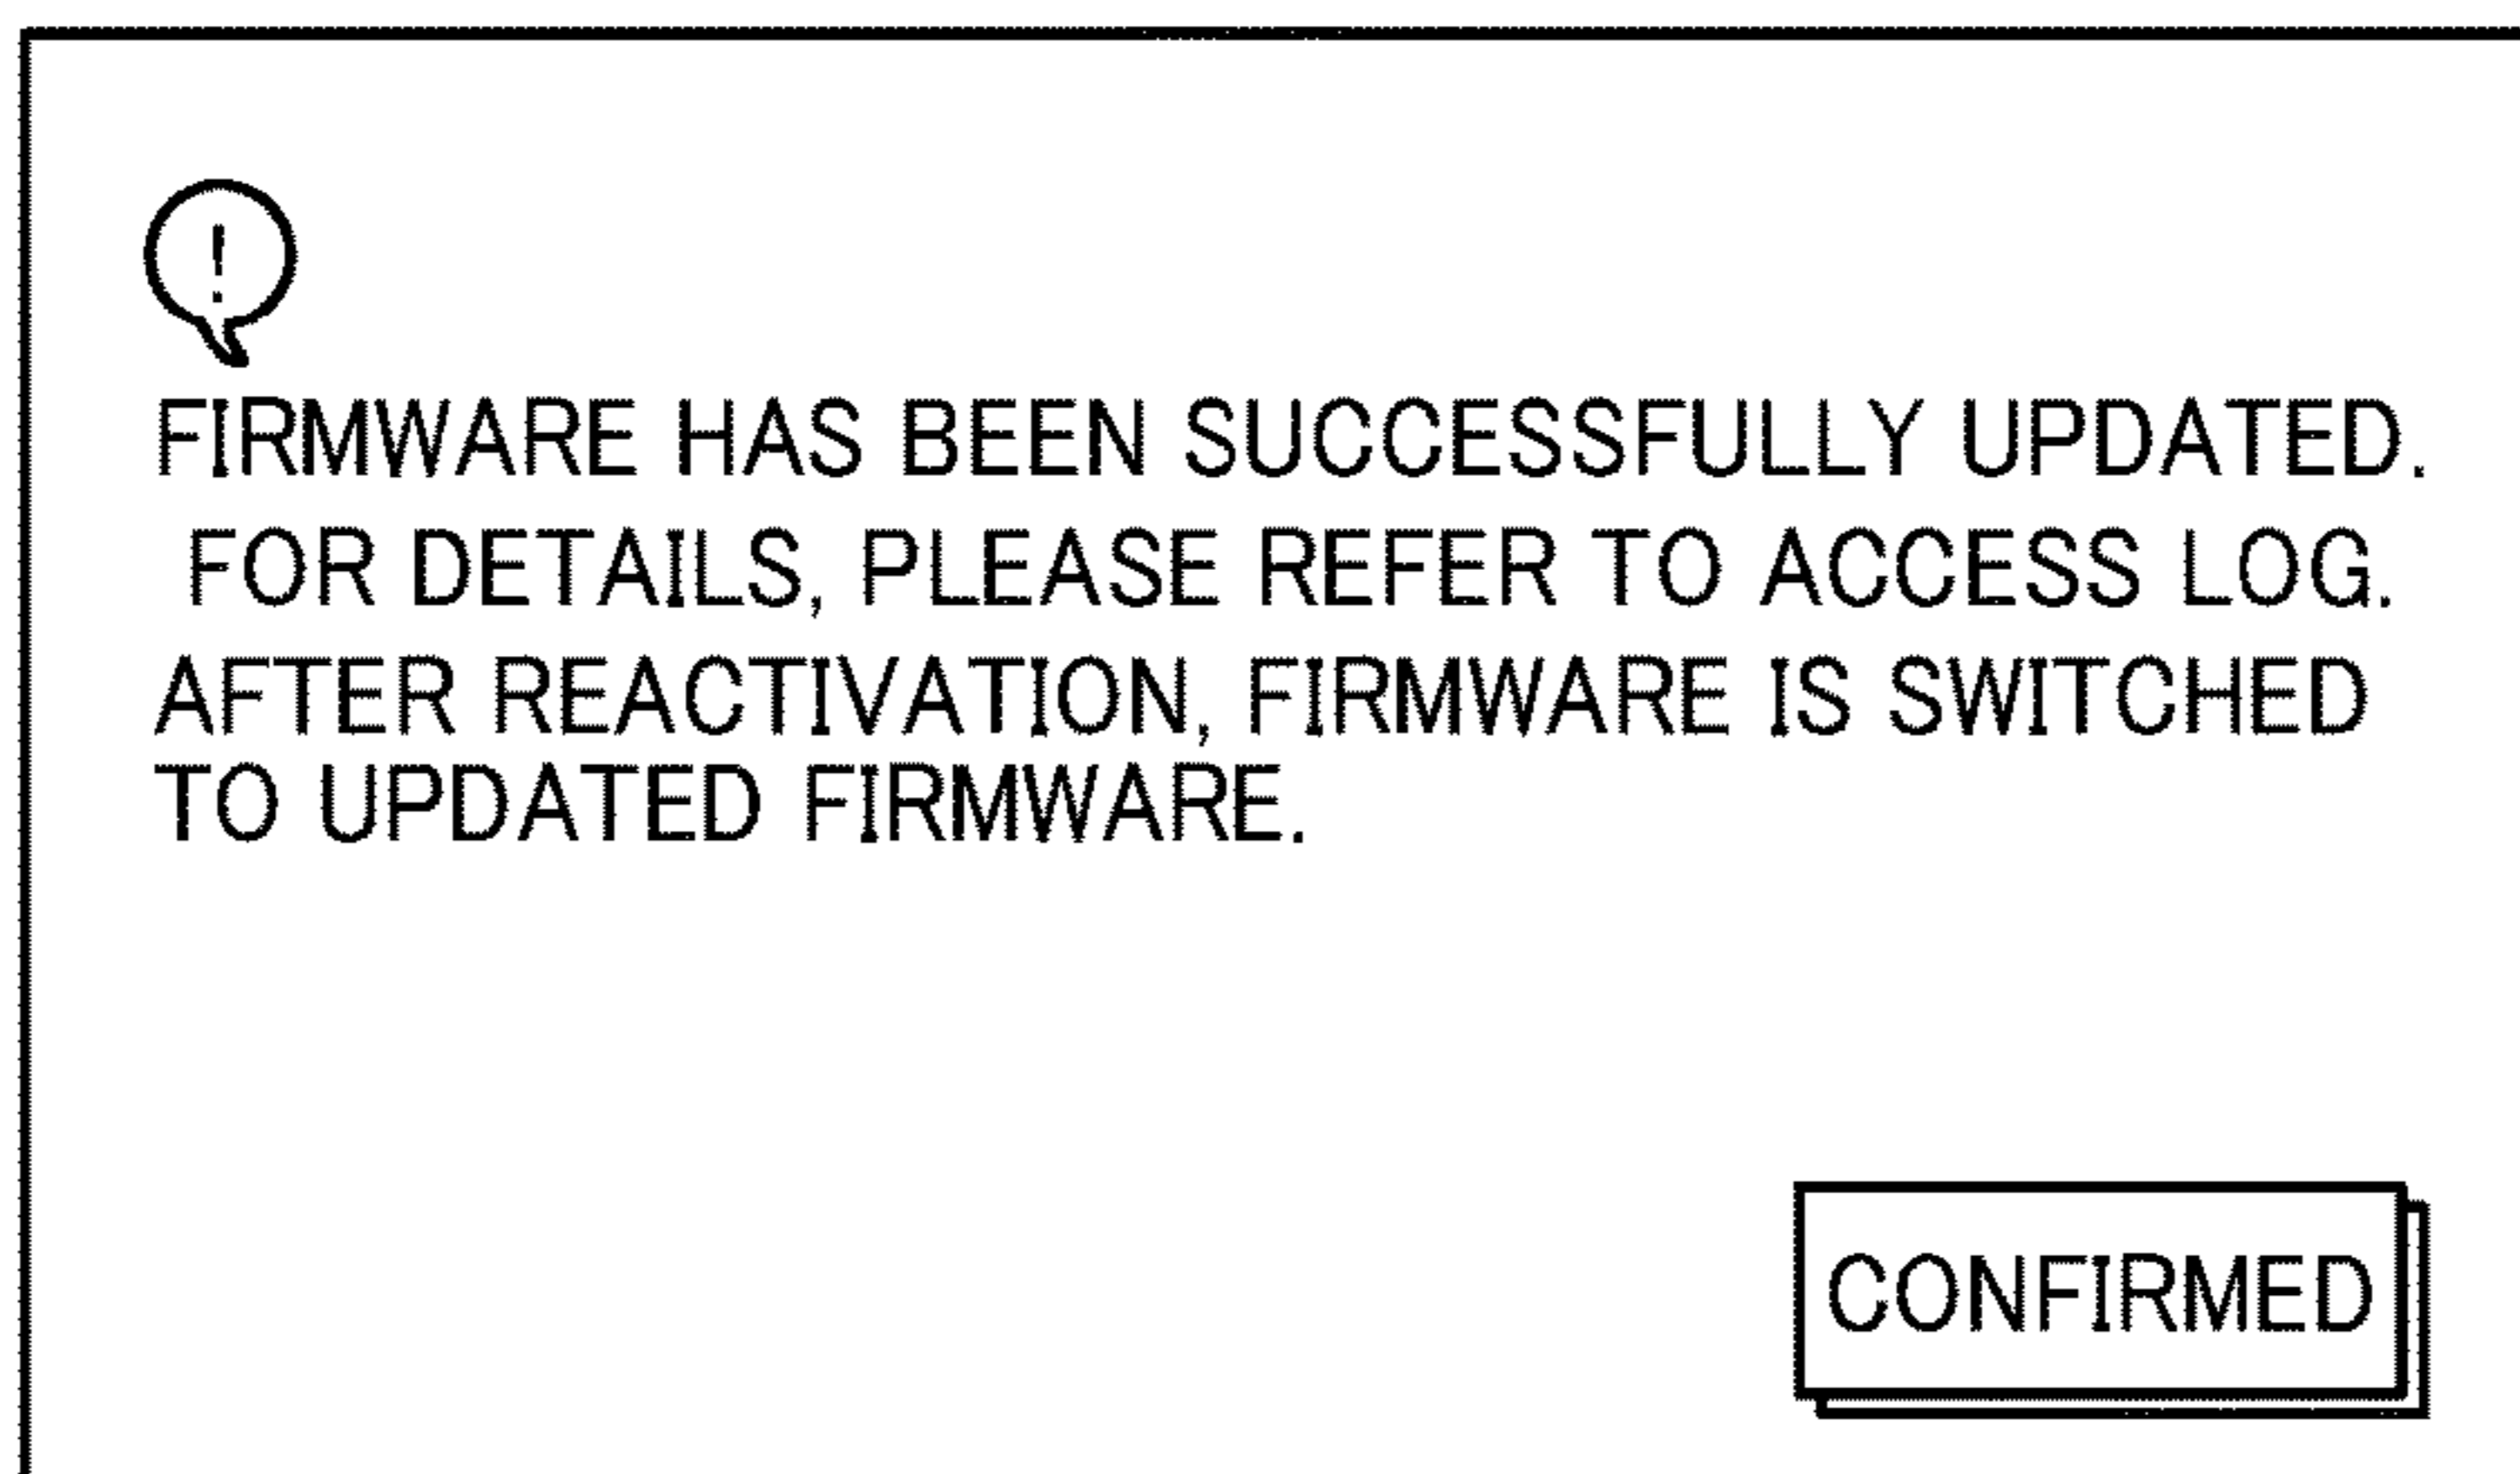 !
FIRMWARE HAS BEEN SUCCESSFULLY UPDATED.
FOR DETAILS, PLEASE REFER TO ACCESS LOG.
AFTER REACTIVATION, FIRMWARE IS SWITCHED
TO UPDATED FIRMWARE.
CONFIRMED